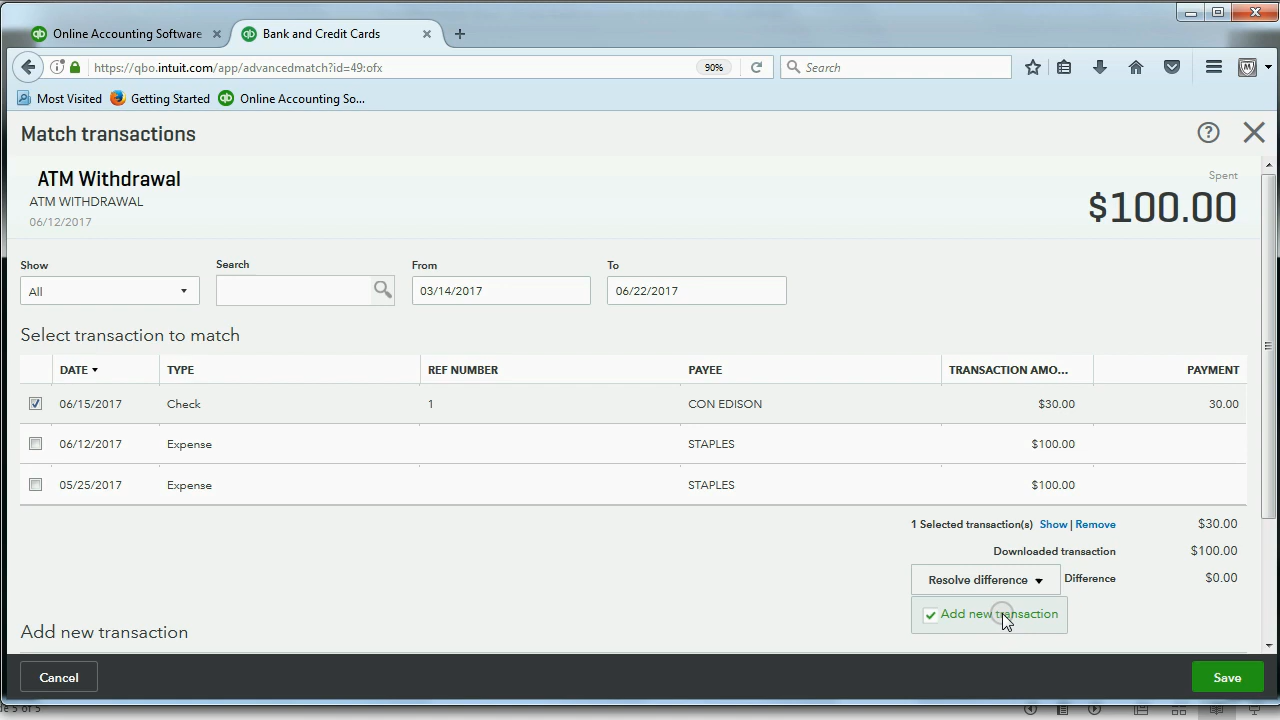 Online Accounting Software
Bank and Credit Cards
https://qbo.intuit.com/app/advancedmatch?id=49:ofx
90%
Search
Most Visited
Getting Started
Online Accounting So...
Match transactions
ATM Withdrawal
ATM WITHDRAWAL
06/12/2017
Spent
$100.00
Show
Search
From
To
All
03/14/2017
06/22/2017
Select transaction to match
DATE TYPE REF NUMBER PAYEE TRANSACTION AMO... PAYMENT
06/15/2017 Check 1 CON EDISON $30.00 30.00
06/12/2017 Expense STAPLES $100.00
05/25/2017 Expense STAPLES $100.00
1 Selected transaction(s) Show | Remove $30.00
Downloaded transaction $100.00
Resolve difference Difference $0.00
Add new transaction
Add new transaction
Cancel
Save